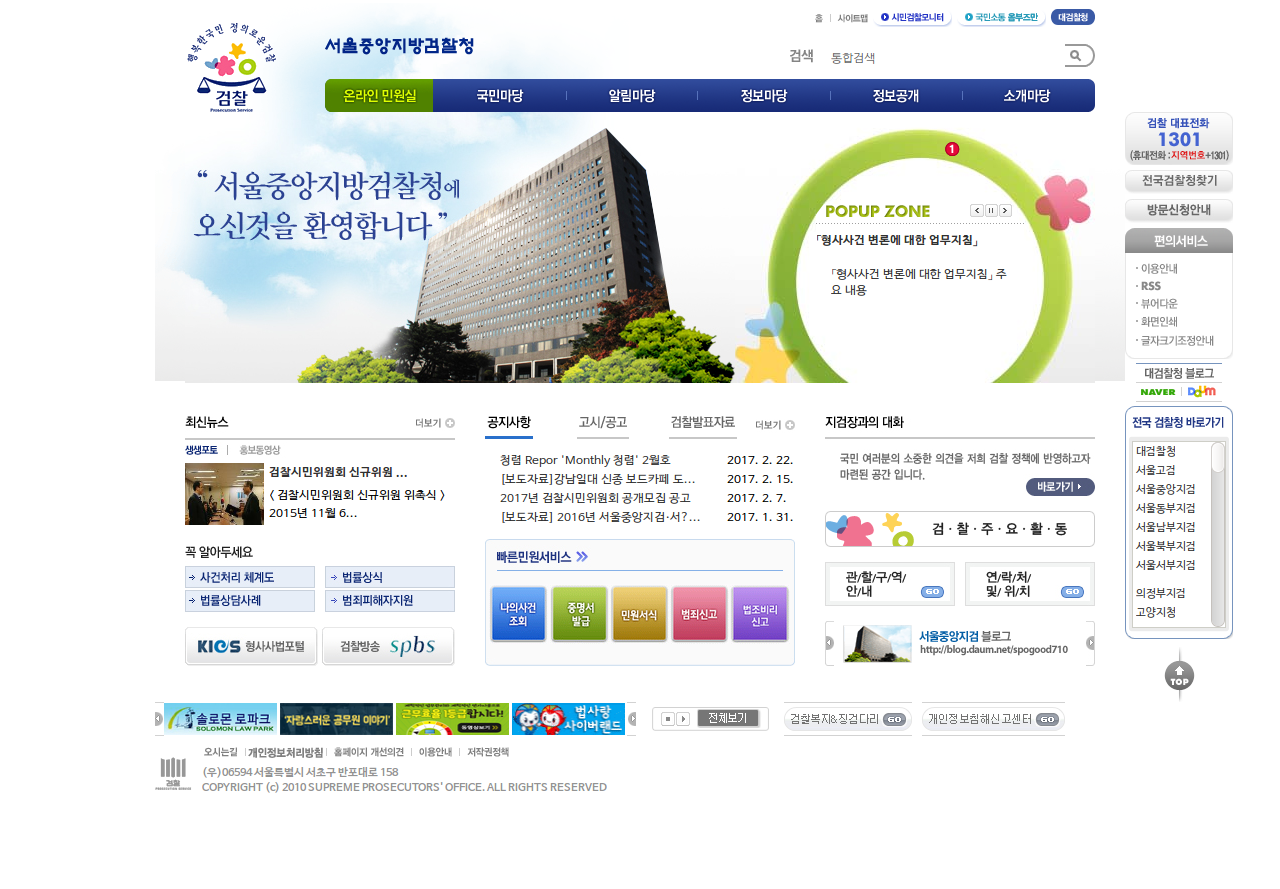 홈 | 사이트맵 시민검찰모니터 국민소통 옴부즈만 대검찰청
행복한국민 정의로운검찰
검찰
Prosecution Service
서울중앙지방검찰청
검색 통합검색
온라인 민원실 국민마당 알림마당 정보마당 정보공개 소개마당
“ 서울중앙지방검찰청에
오신것을 환영합니다 ”
1
POPUP ZONE
「형사사건 변론에 대한 업무지침」
「형사사건 변론에 대한 업무지침」 주
요 내용
검찰 대표전화
1301
(휴대전화 : 지역번호+1301)
전국검찰청찾기
방문신청안내
편의서비스
· 이용안내
· RSS
· 뷰어다운
· 화면인쇄
· 글자크기조정안내
대검찰청 블로그
NAVER | Daum
전국 검찰청 바로가기
대검찰청
서울고검
서울중앙지검
서울동부지검
서울남부지검
서울북부지검
서울서부지검
의정부지검
고양지청
TOP
최신뉴스 더보기
생생포토 | 홍보동영상
검찰시민위원회 신규위원 ...
< 검찰시민위원회 신규위원 위촉식 >
2015년 11월 6...
꼭 알아두세요
사건처리 체계도 법률상식
법률상담사례 범죄피해자지원
KICS 형사사법포털 검찰방송 spbs
공지사항 고시/공고 검찰발표자료 더보기
청렴 Repor 'Monthly 청렴' 2월호 2017. 2. 22.
[보도자료]강남일대 신종 보드카페 도... 2017. 2. 15.
2017년 검찰시민위원회 공개모집 공고 2017. 2. 7.
[보도자료] 2016년 서울중앙지검·서?... 2017. 1. 31.
빠른민원서비스
나의사건 조회 증명서 발급 민원서식 범죄신고 법조비리 신고
지검장과의 대화
국민 여러분의 소중한 의견을 저희 검찰 정책에 반영하고자
마련된 공간 입니다.
바로가기
검·찰·주·요·활·동
관/할/구/역/
안/내 GO
연/락/처/
및/ 위/치 GO
서울중앙지검 블로그
http://blog.daum.net/spogood710
솔로몬 로파크
SOLOMON LAW PARK
'자랑스러운 공무원 이야기'
근무효율 1등급 합시다!
동영상보기
법사랑
사이버랜드
전체보기
검찰복지&징검다리 GO
개인정보침해신고센터 GO
오시는길 | 개인정보처리방침 | 홈페이지 개선의견 | 이용안내 | 저작권정책
검찰
PROSECUTION SERVICE
(우)06594 서울특별시 서초구 반포대로 158
COPYRIGHT (c) 2010 SUPREME PROSECUTORS' OFFICE. ALL RIGHTS RESERVED